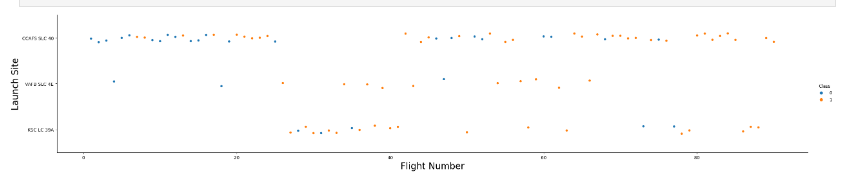 CCAFS SLC 40
VAFB SLC 4E
KSC LC 39A
Launch Site
0
20
40
60
80
Flight Number
Class
0
1